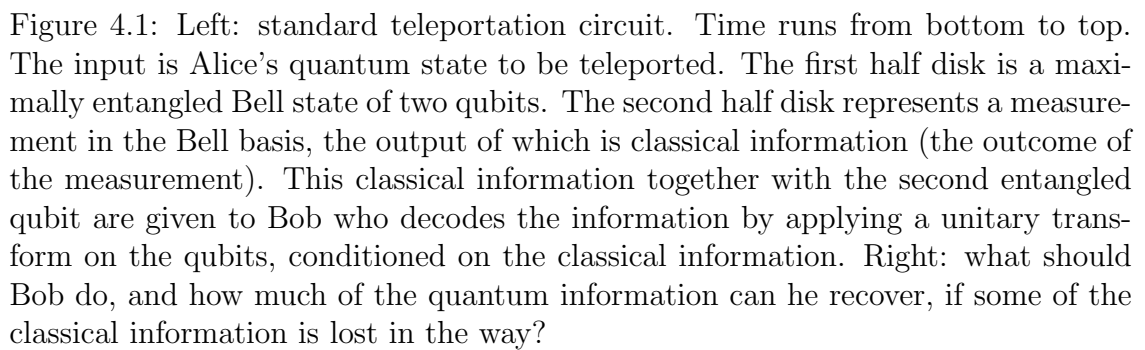 Figure 4.1: Left: standard teleportation circuit. Time runs from bottom to top.
The input is Alice's quantum state to be teleported. The first half disk is a maxi-
mally entangled Bell state of two qubits. The second half disk represents a measure-
ment in the Bell basis, the output of which is classical information (the outcome of
the measurement). This classical information together with the second entangled
qubit are given to Bob who decodes the information by applying a unitary trans-
form on the qubits, conditioned on the classical information. Right: what should
Bob do, and how much of the quantum information can he recover, if some of the
classical information is lost in the way?